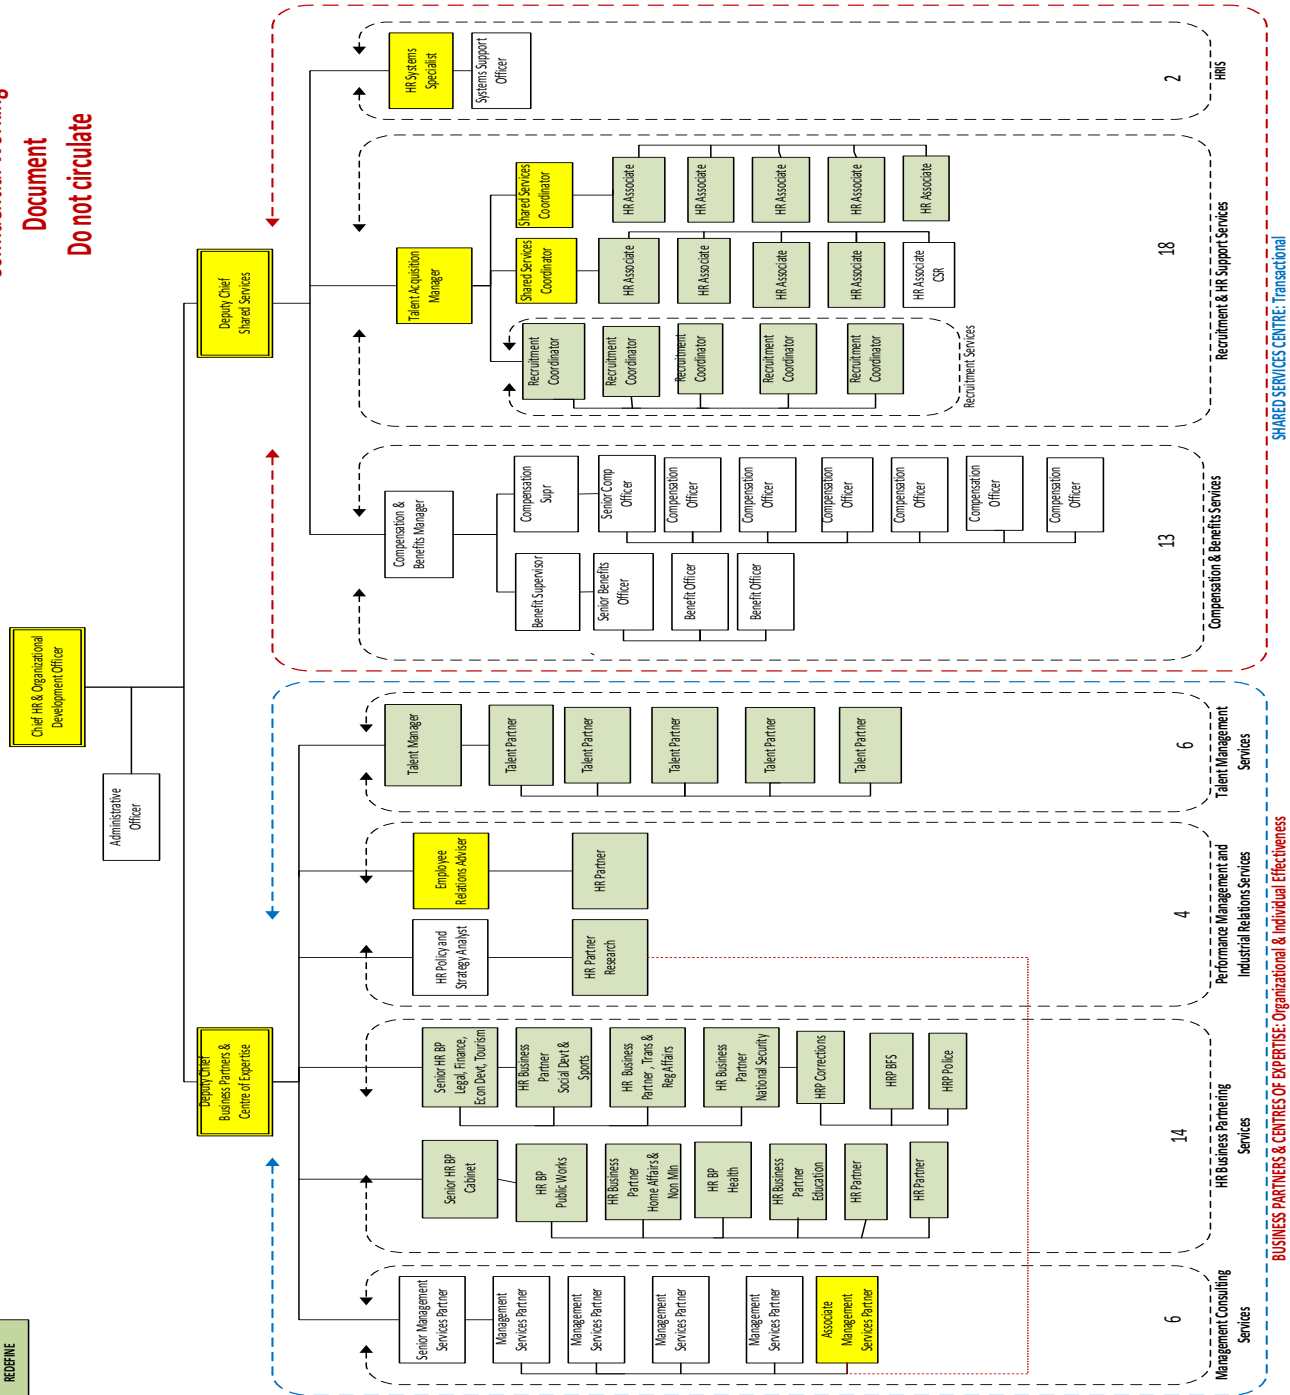 Document
Do not circulate
REDEFINE
Chief HR & Organizational
Development Officer
Administrative
Officer
Deputy Chief
Business Partners &
Centre of Expertise
Deputy Chief
Shared Services
Senior Management
Services Partner
Management
Services Partner
Management
Services Partner
Management
Services Partner
Management
Services Partner
Associate
Management
Services Partner
6
Management Consulting
Services
Senior HR BP
Cabinet
HR BP
Public Works
HR Business
Partner
Home Affairs &
Non Min
HR BP
Health
HR Business
Partner
Education
HR Partner
HR Partner
Senior HR BP
Legal, Finance,
Econ Devt, Tourism
HR Business
Partner
Social Devt &
Sports
HR Business
Partner, Trans &
Reg Affairs
HR Business
Partner
National Security
HRP Corrections
HRP BFS
HRP Police
14
HR Business Partnering
Services
HR Policy and
Strategy Analyst
HR Partner
Research
Employee
Relations Adviser
HR Partner
4
Performance Management and
Industrial Relations Services
Talent Manager
Talent Partner
Talent Partner
Talent Partner
Talent Partner
Talent Partner
6
Talent Management
Services
BUSINESS PARTNERS & CENTRES OF EXPERTISE: Organizational & Individual Effectiveness
Compensation &
Benefits Manager
Benefit Supervisor
Senior Benefits
Officer
Benefit Officer
Benefit Officer
Compensation
Supr
Senior Comp
Officer
Compensation
Officer
Compensation
Officer
Compensation
Officer
Compensation
Officer
Compensation
Officer
Compensation
Officer
13
Compensation & Benefits Services
Talent Acquisition
Manager
Recruitment
Coordinator
Recruitment
Coordinator
Recruitment
Coordinator
Recruitment
Coordinator
Recruitment
Coordinator
Recruitment Services
Shared Services
Coordinator
HR Associate
HR Associate
HR Associate
HR Associate
HR Associate
CSR
Shared Services
Coordinator
HR Associate
HR Associate
HR Associate
HR Associate
HR Associate
18
Recruitment & HR Support Services
HR Systems
Specialist
Systems Support
Officer
2
HRIS
SHARED SERVICES CENTRE: Transactional